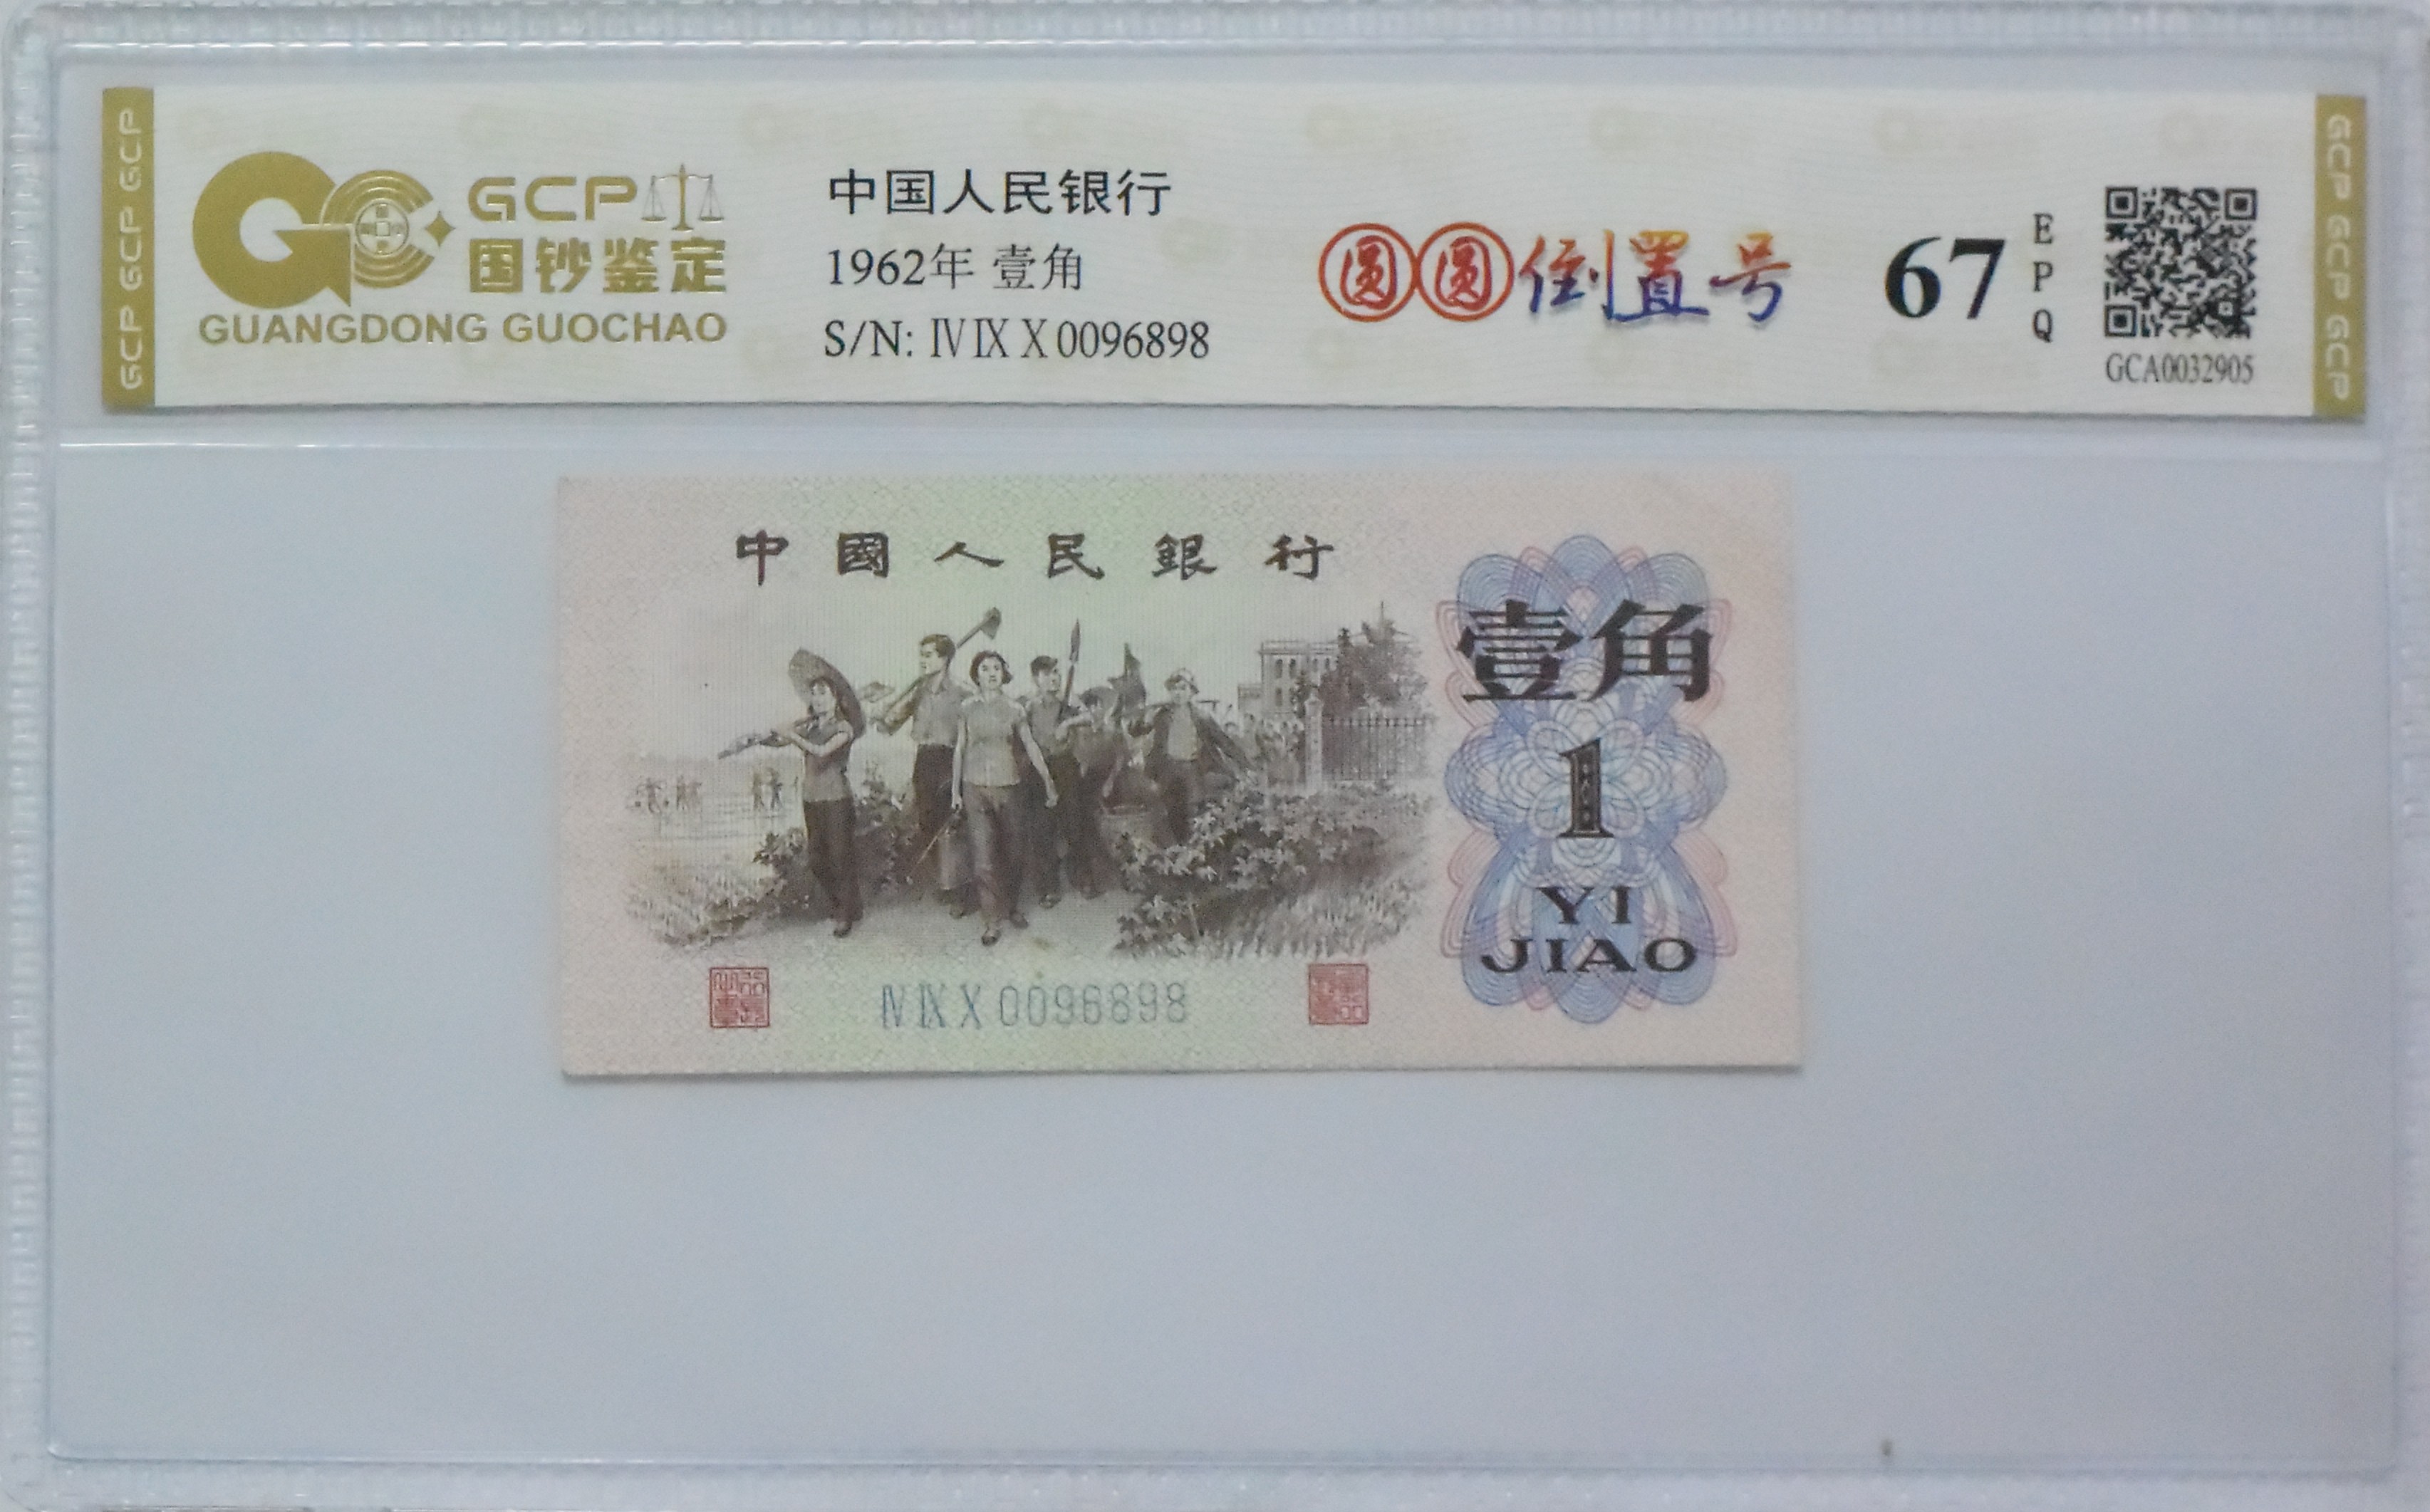 GCP GCP GCP
GCP
国钞鉴定
GUANGDONG GUOCHAO
中国人民银行
1962年 壹角
S/N: ⅣⅨⅩ0096898
圆圆倒置号
67
EPQ
GCA0032905
GCP GCP GCP
中國人民銀行
壹角
1
YI
JIAO
ⅣⅨⅩ0096898